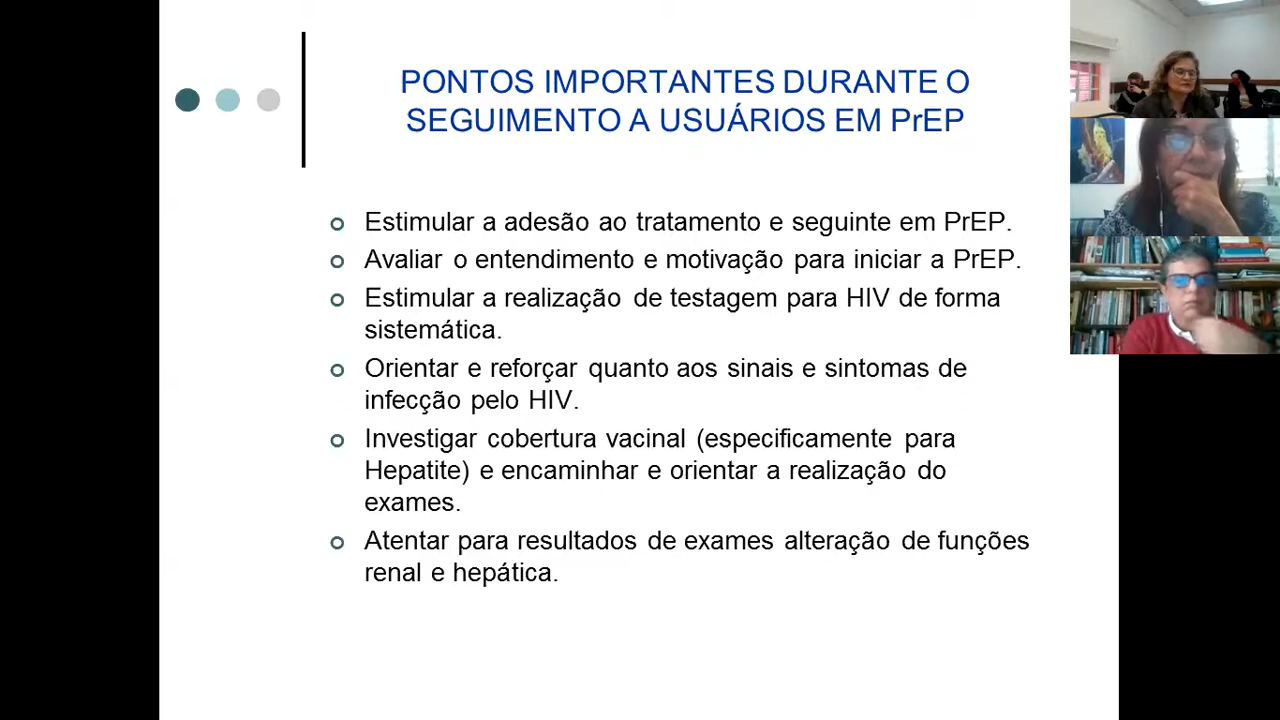 PONTOS IMPORTANTES DURANTE O
SEGUIMENTO A USUÁRIOS EM PrEP
Estimular a adesão ao tratamento e seguinte em PrEP.
Avaliar o entendimento e motivação para iniciar a PrEP.
Estimular a realização de testagem para HIV de forma
sistemática.
Orientar e reforçar quanto aos sinais e sintomas de
infecção pelo HIV.
Investigar cobertura vacinal (especificamente para
Hepatite) e encaminhar e orientar a realização do
exames.
Atentar para resultados de exames alteração de funções
renal e hepática.